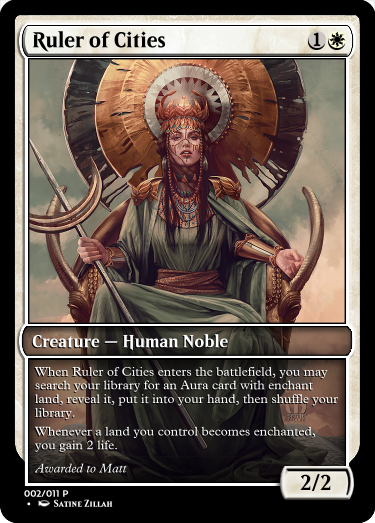 Ruler of Cities 1
Creature — Human Noble
When Ruler of Cities enters the battlefield, you may
search your library for an Aura card with enchant
land, reveal it, put it into your hand, then shuffle your
library.
Whenever a land you control becomes enchanted,
you gain 2 life.
Awarded to Matt
2/2
002/011 P
• Satine Zillah